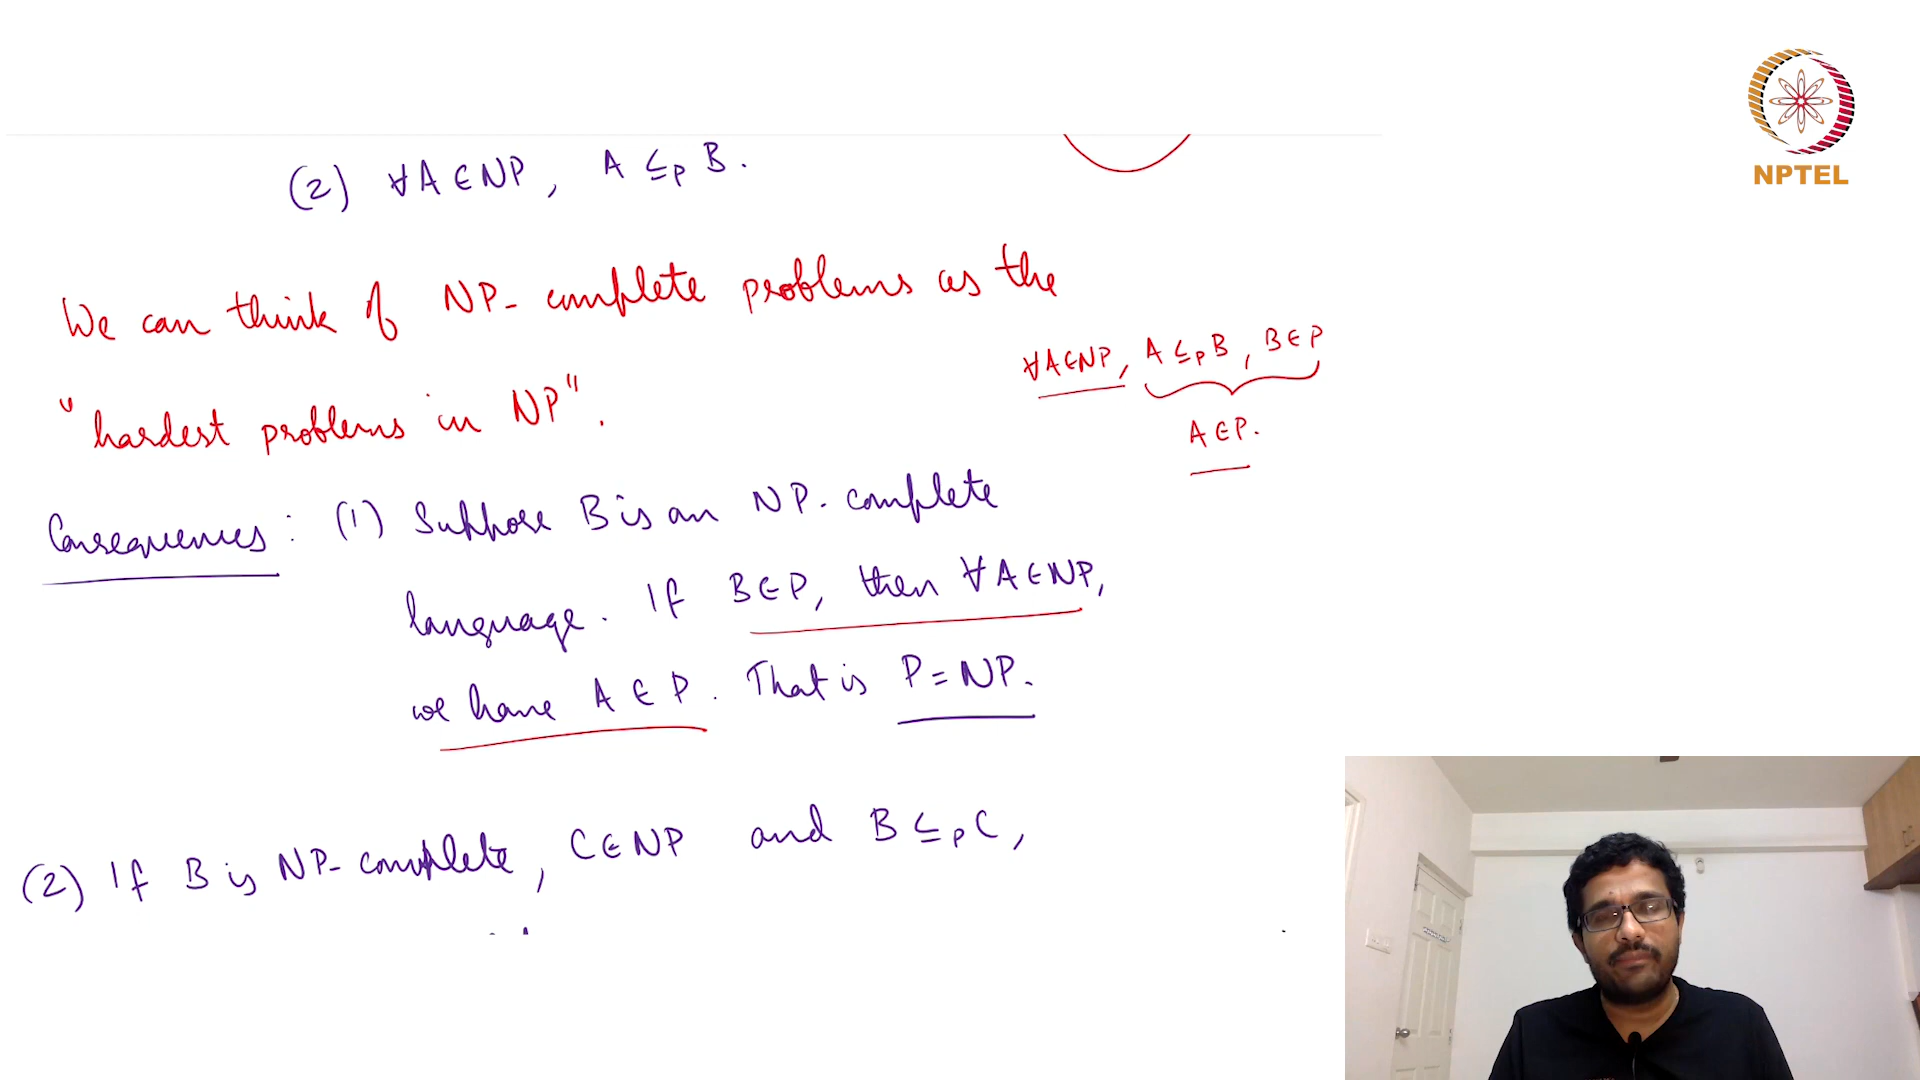 (2) ∀A∈NP, A ≤p B.
We can think of NP-complete problems as the
"hardest problems in NP".
∀A∈NP, A ≤p B, B∈P
A∈P.
Consequences: (1) Suppose B is an NP-complete
language. If B∈P, then ∀A∈NP,
we have A∈P. That is P=NP.
(2) If B is NP-complete, C∈NP and B ≤p C,
NPTEL